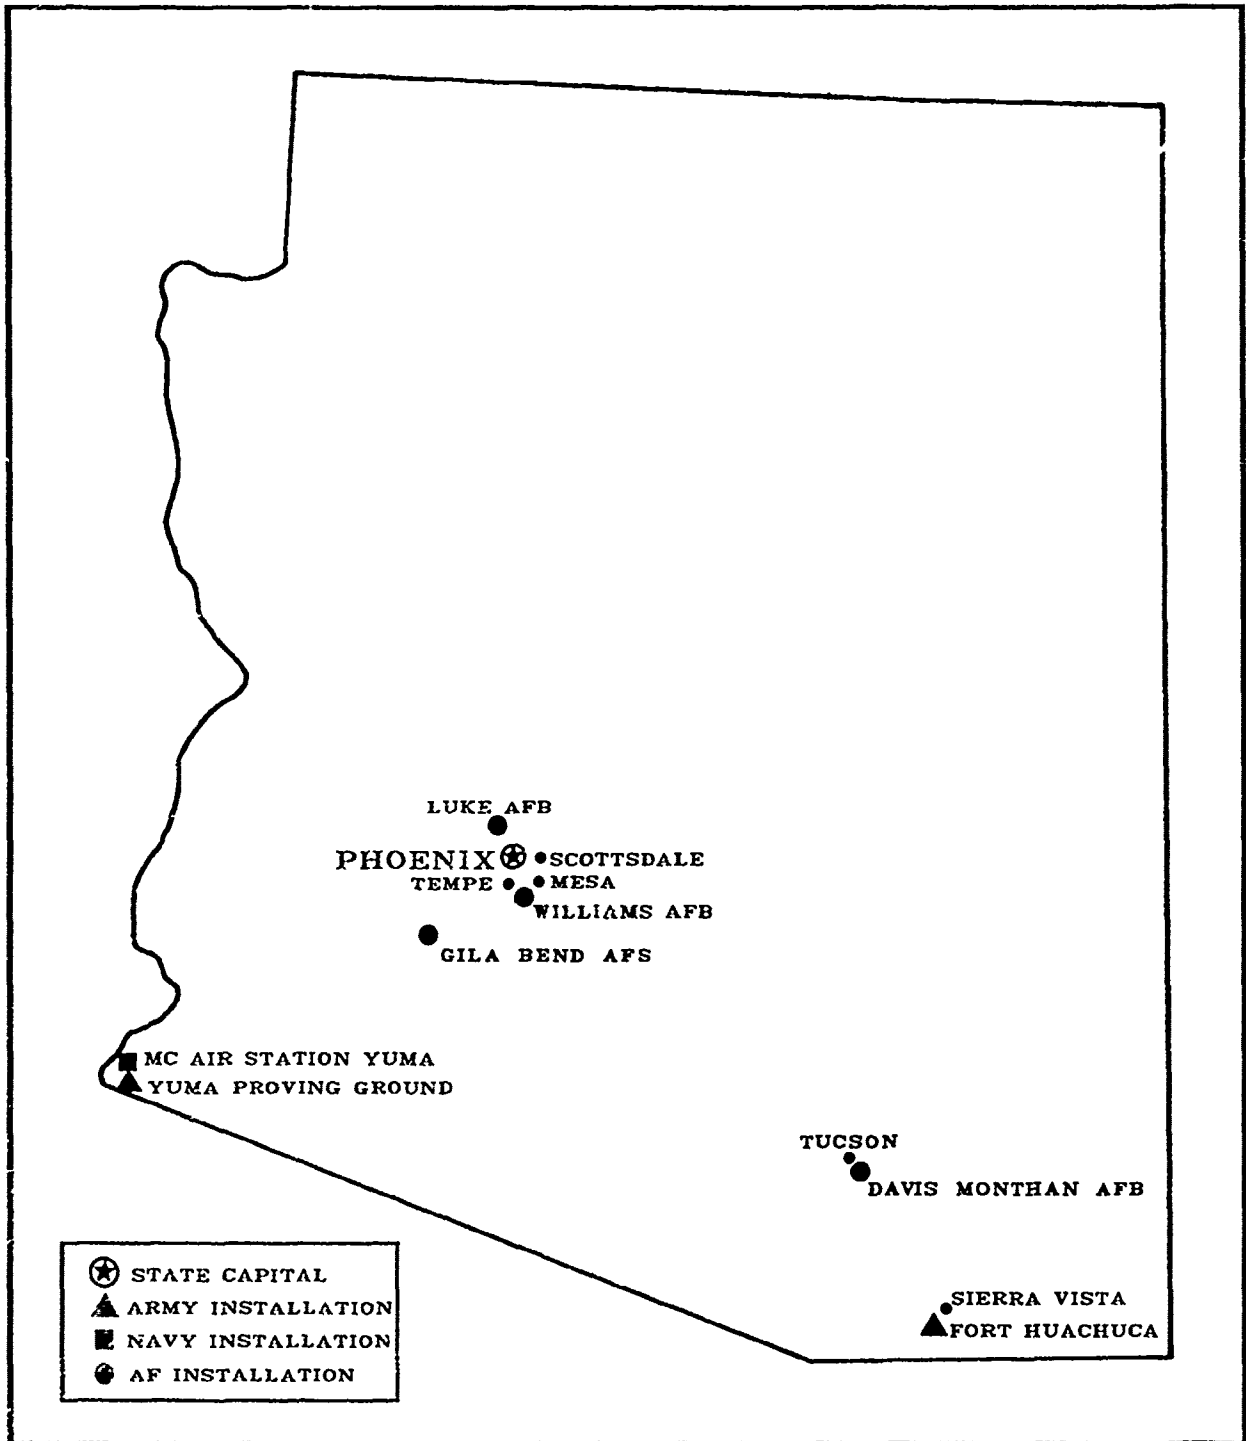 LUKE AFB
PHOENIX
SCOTTSDALE
TEMPE
MESA
WILLIAMS AFB
GILA BEND AFS
MC AIR STATION YUMA
YUMA PROVING GROUND
TUCSON
DAVIS MONTHAN AFB
SIERRA VISTA
FORT HUACHUCA
STATE CAPITAL
ARMY INSTALLATION
NAVY INSTALLATION
AF INSTALLATION